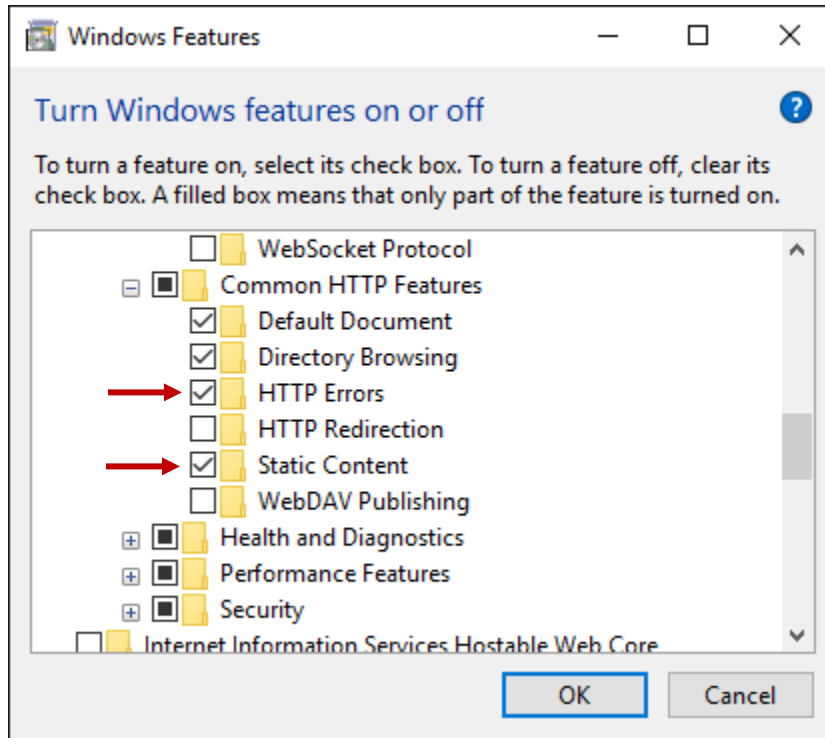 Windows Features
Turn Windows features on or off
?
To turn a feature on, select its check box. To turn a feature off, clear its
check box. A filled box means that only part of the feature is turned on.
WebSocket Protocol
Common HTTP Features
Default Document
Directory Browsing
HTTP Errors
HTTP Redirection
Static Content
WebDAV Publishing
Health and Diagnostics
Performance Features
Security
Internet Information Services Hostable Web Core
OK Cancel